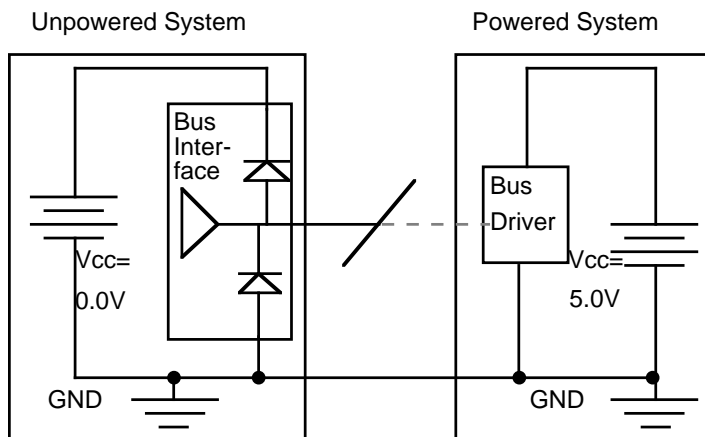 Unpowered System
Powered System
Bus
Inter-
face
Vcc=
0.0V
GND
Bus
Driver
Vcc=
5.0V
GND